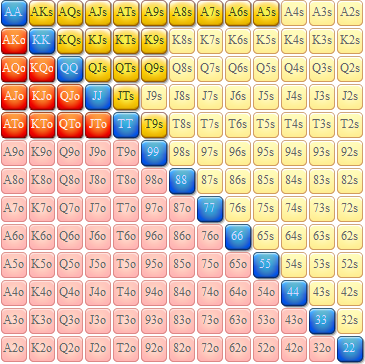 AA AKs AQs AJs ATs A9s A8s A7s A6s A5s A4s A3s A2s
AKo KK KQs KJs KTs K9s K8s K7s K6s K5s K4s K3s K2s
AQo KQo QQ QJs QTs Q9s Q8s Q7s Q6s Q5s Q4s Q3s Q2s
AJo KJo QJo JJ JTs J9s J8s J7s J6s J5s J4s J3s J2s
ATo KTo QTo JTo TT T9s T8s T7s T6s T5s T4s T3s T2s
A9o K9o Q9o J9o T9o 99 98s 97s 96s 95s 94s 93s 92s
A8o K8o Q8o J8o T8o 98o 88 87s 86s 85s 84s 83s 82s
A7o K7o Q7o J7o T7o 97o 87o 77 76s 75s 74s 73s 72s
A6o K6o Q6o J6o T6o 96o 86o 76o 66 65s 64s 63s 62s
A5o K5o Q5o J5o T5o 95o 85o 75o 65o 55 54s 53s 52s
A4o K4o Q4o J4o T4o 94o 84o 74o 64o 54o 44 43s 42s
A3o K3o Q3o J3o T3o 93o 83o 73o 63o 53o 43o 33 32s
A2o K2o Q2o J2o T2o 92o 82o 72o 62o 52o 42o 32o 22